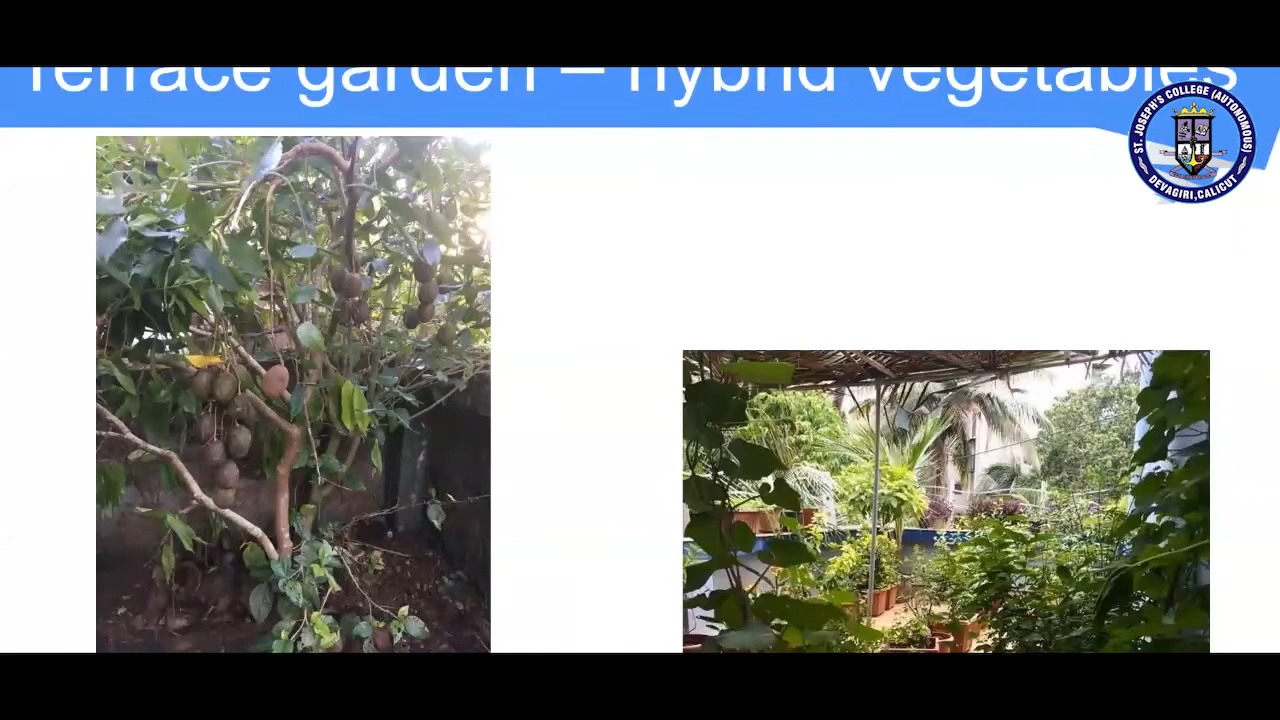 Terrace garden – hybrid vegetables
ST. JOSEPH'S COLLEGE (AUTONOMOUS)
DEVAGIRI, CALICUT